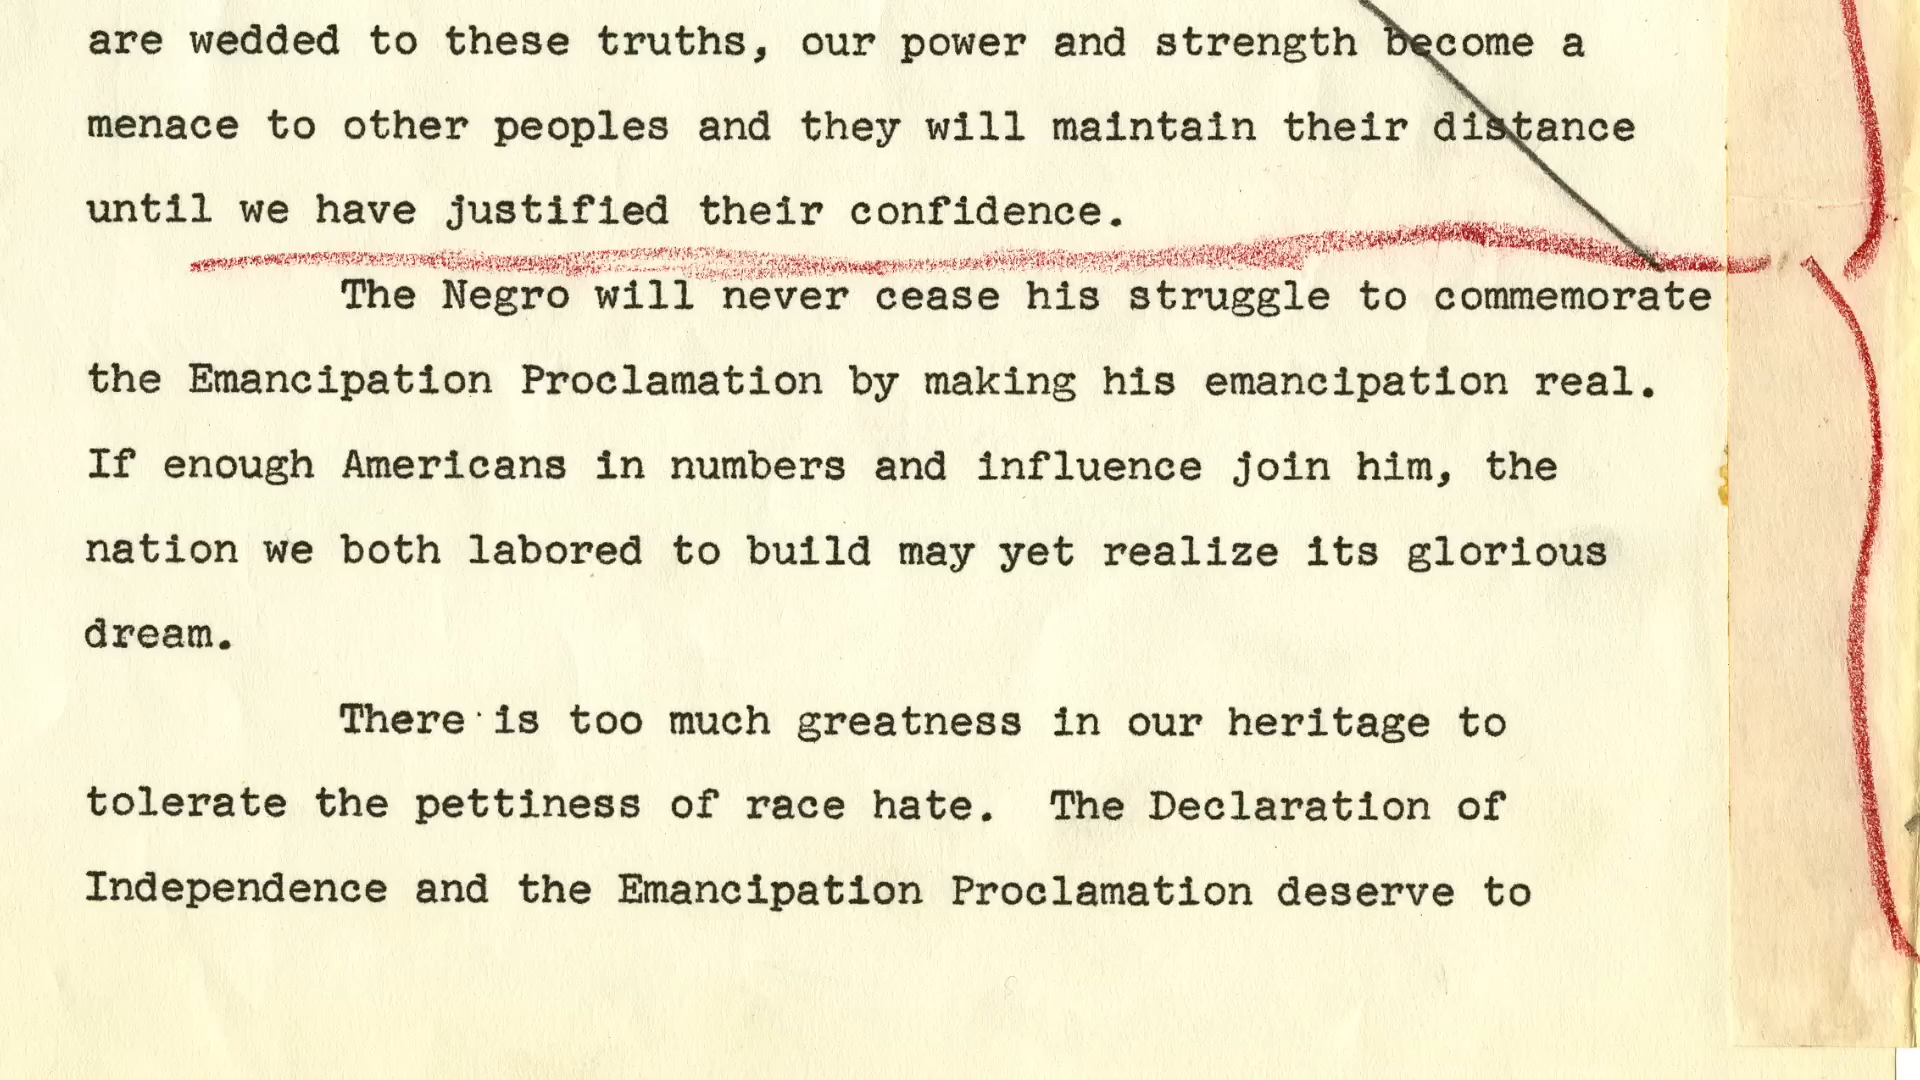 are wedded to these truths, our power and strength become a
menace to other peoples and they will maintain their distance
until we have justified their confidence.
The Negro will never cease his struggle to commemorate
the Emancipation Proclamation by making his emancipation real.
If enough Americans in numbers and influence join him, the
nation we both labored to build may yet realize its glorious
dream.
There is too much greatness in our heritage to
tolerate the pettiness of race hate. The Declaration of
Independence and the Emancipation Proclamation deserve to